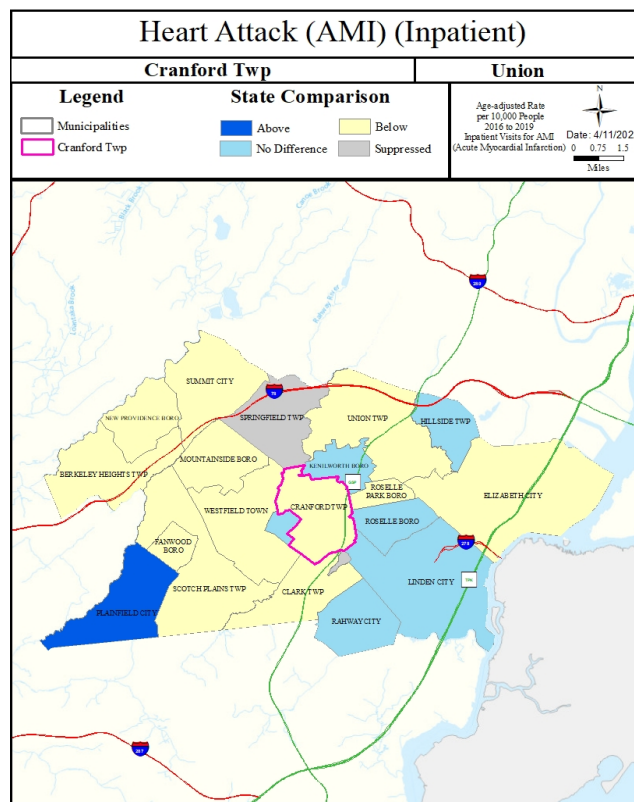 Heart Attack (AMI) (Inpatient)
Cranford Twp
Union
Legend
Municipalities
Cranford Twp
State Comparison
Above
Below
No Difference
Suppressed
Age-adjusted Rate
per 10,000 People
2016 to 2019
Inpatient Visits for AMI
(Acute Myocardial Infarction)
N
Date: 4/11/202
0 0.75 1.5
Miles
280
SUMMIT CITY
78
NEW PROVIDENCE BORO
SPRINGFIELD TWP
UNION TWP
HILLSIDE TWP
MOUNTAINSIDE BORO
KENILWORTH BORO
BERKELEY HEIGHTS TWP
GSP
ROSELLE
PARK BORO
ELIZABETH CITY
WESTFIELD TOWN
CRANFORD TWP
ROSELLE BORO
FANWOOD
BORO
278
SCOTCH PLAINS TWP
CLARK TWP
LINDEN CITY
PLAINFIELD CITY
RAHWAY CITY
287